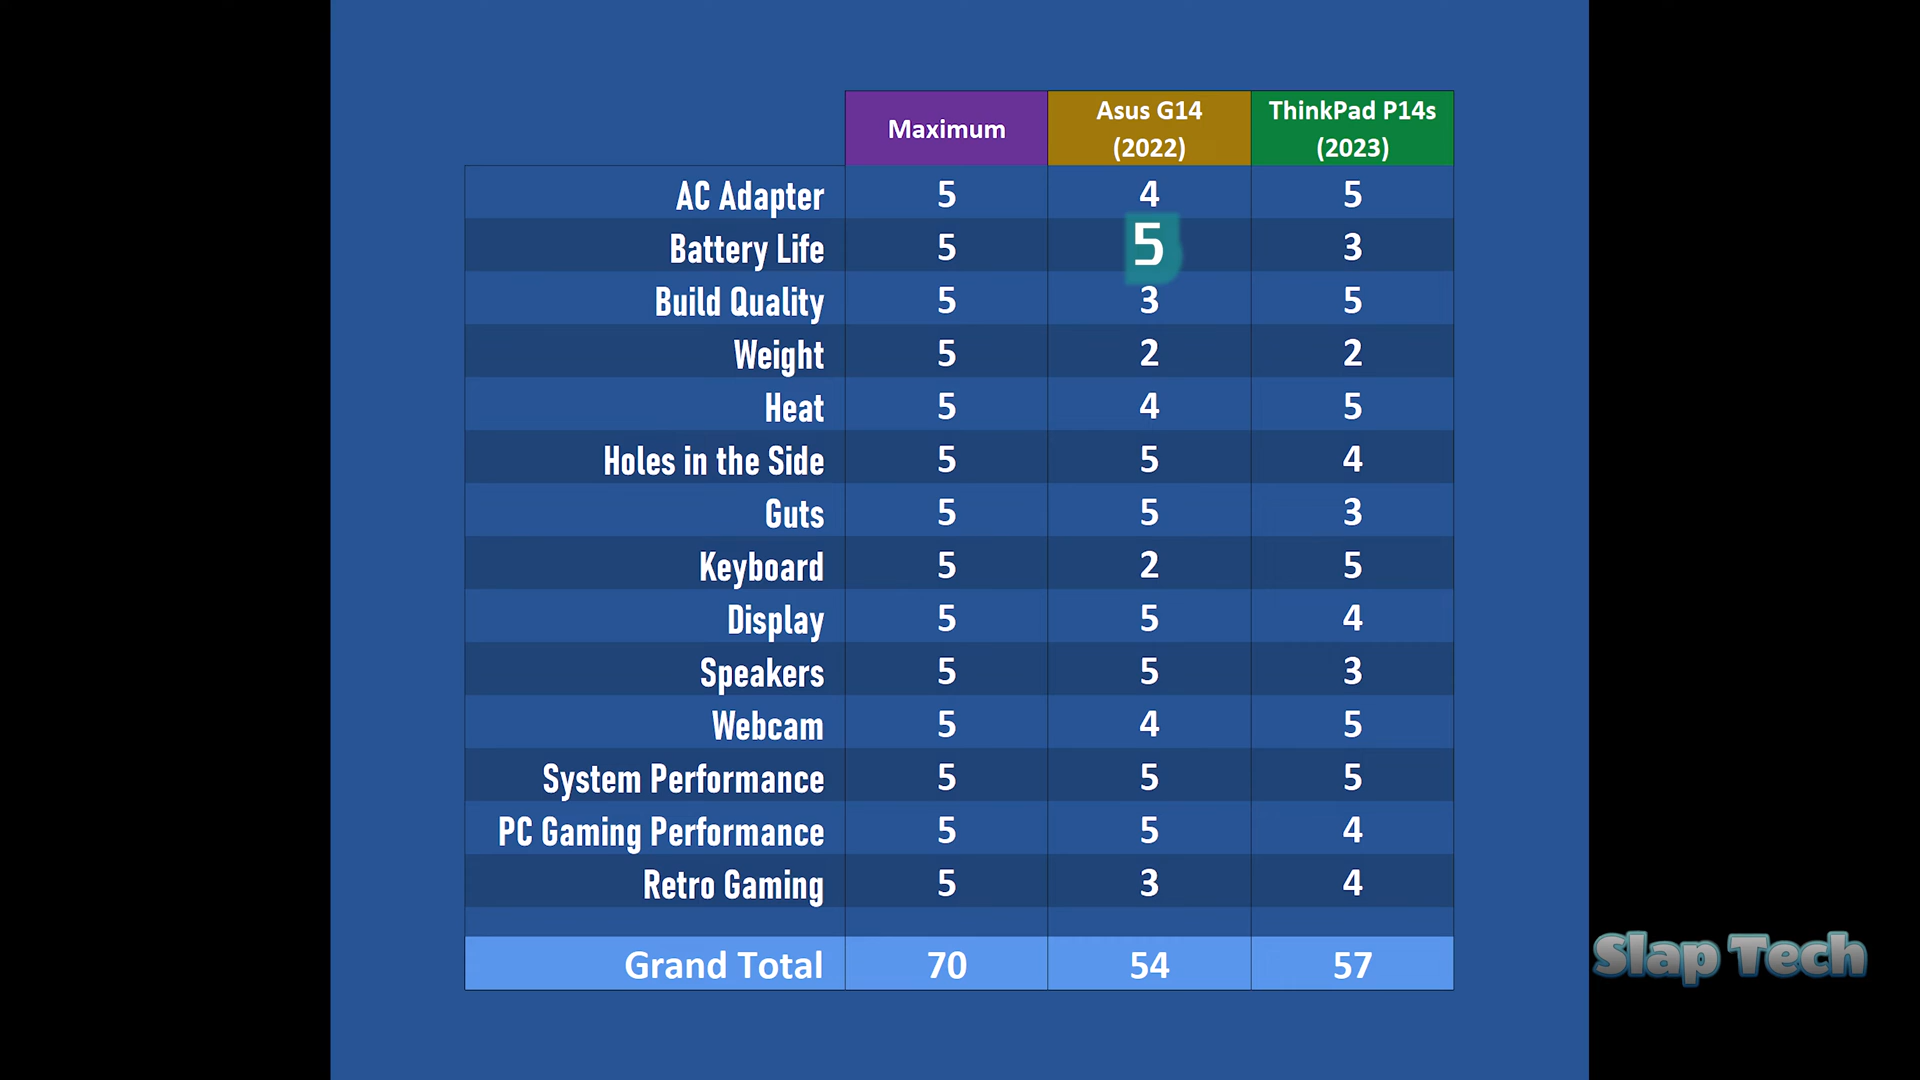 Maximum Asus G14 (2022) ThinkPad P14s (2023)
AC Adapter 5 4 5
Battery Life 5 5 3
Build Quality 5 3 5
Weight 5 2 2
Heat 5 4 5
Holes in the Side 5 5 4
Guts 5 5 3
Keyboard 5 2 5
Display 5 5 4
Speakers 5 5 3
Webcam 5 4 5
System Performance 5 5 5
PC Gaming Performance 5 5 4
Retro Gaming 5 3 4
Grand Total 70 54 57
Slap Tech